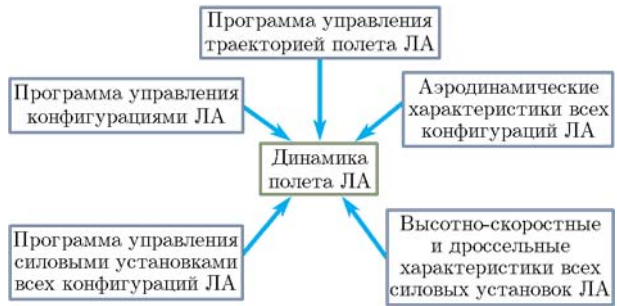 Программа управления
траекторией полета ЛА
Программа управления
конфигурациями ЛА
Аэродинамические
характеристики всех
конфигураций ЛА
Динамика
полета ЛА
Программа управления
силовыми установками
всех конфигураций ЛА
Высотно-скоростные
и дроссельные
характеристики всех
силовых установок ЛА